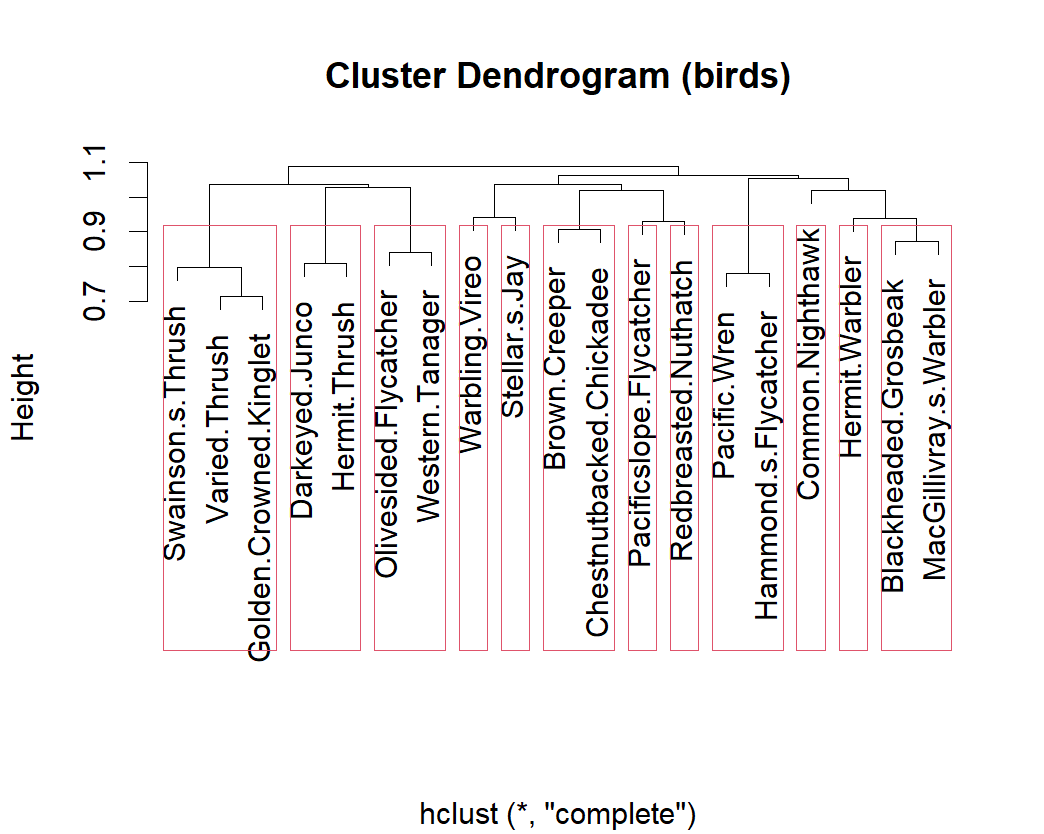 Cluster Dendrogram (birds)
1.1
0.9
0.7
Height
Swainson.s.Thrush
Varied.Thrush
Golden.Crowned.Kinglet
Darkeyed.Junco
Hermit.Thrush
Olivesided.Flycatcher
Western.Tanager
Warbling.Vireo
Stellar.s.Jay
Brown.Creeper
Chestnutbacked.Chickadee
Pacificslope.Flycatcher
Redbreasted.Nuthatch
Pacific.Wren
Hammond.s.Flycatcher
Common.Nighthawk
Hermit.Warbler
Blackheaded.Grosbeak
MacGillivray.s.Warbler
hclust (*, "complete")